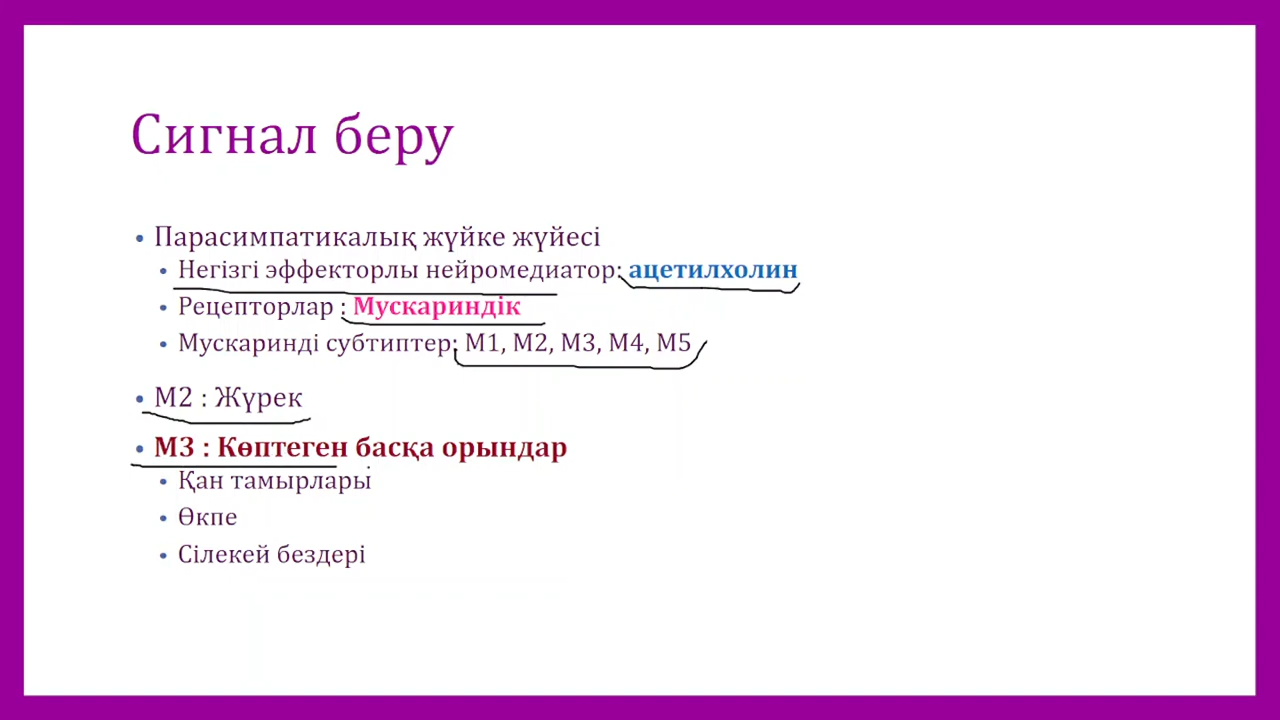 Сигнал беру
• Парасимпатикалық жүйке жүйесі
• Негізгі эффекторлы нейромедиатор: ацетилхолин
• Рецепторлар : Мускариндік
• Мускаринді субтиптер: M1, M2, M3, M4, M5
• M2 : Жүрек
• M3 : Көптеген басқа орындар
• Қан тамырлары
• Өкпе
• Сілекей бездері